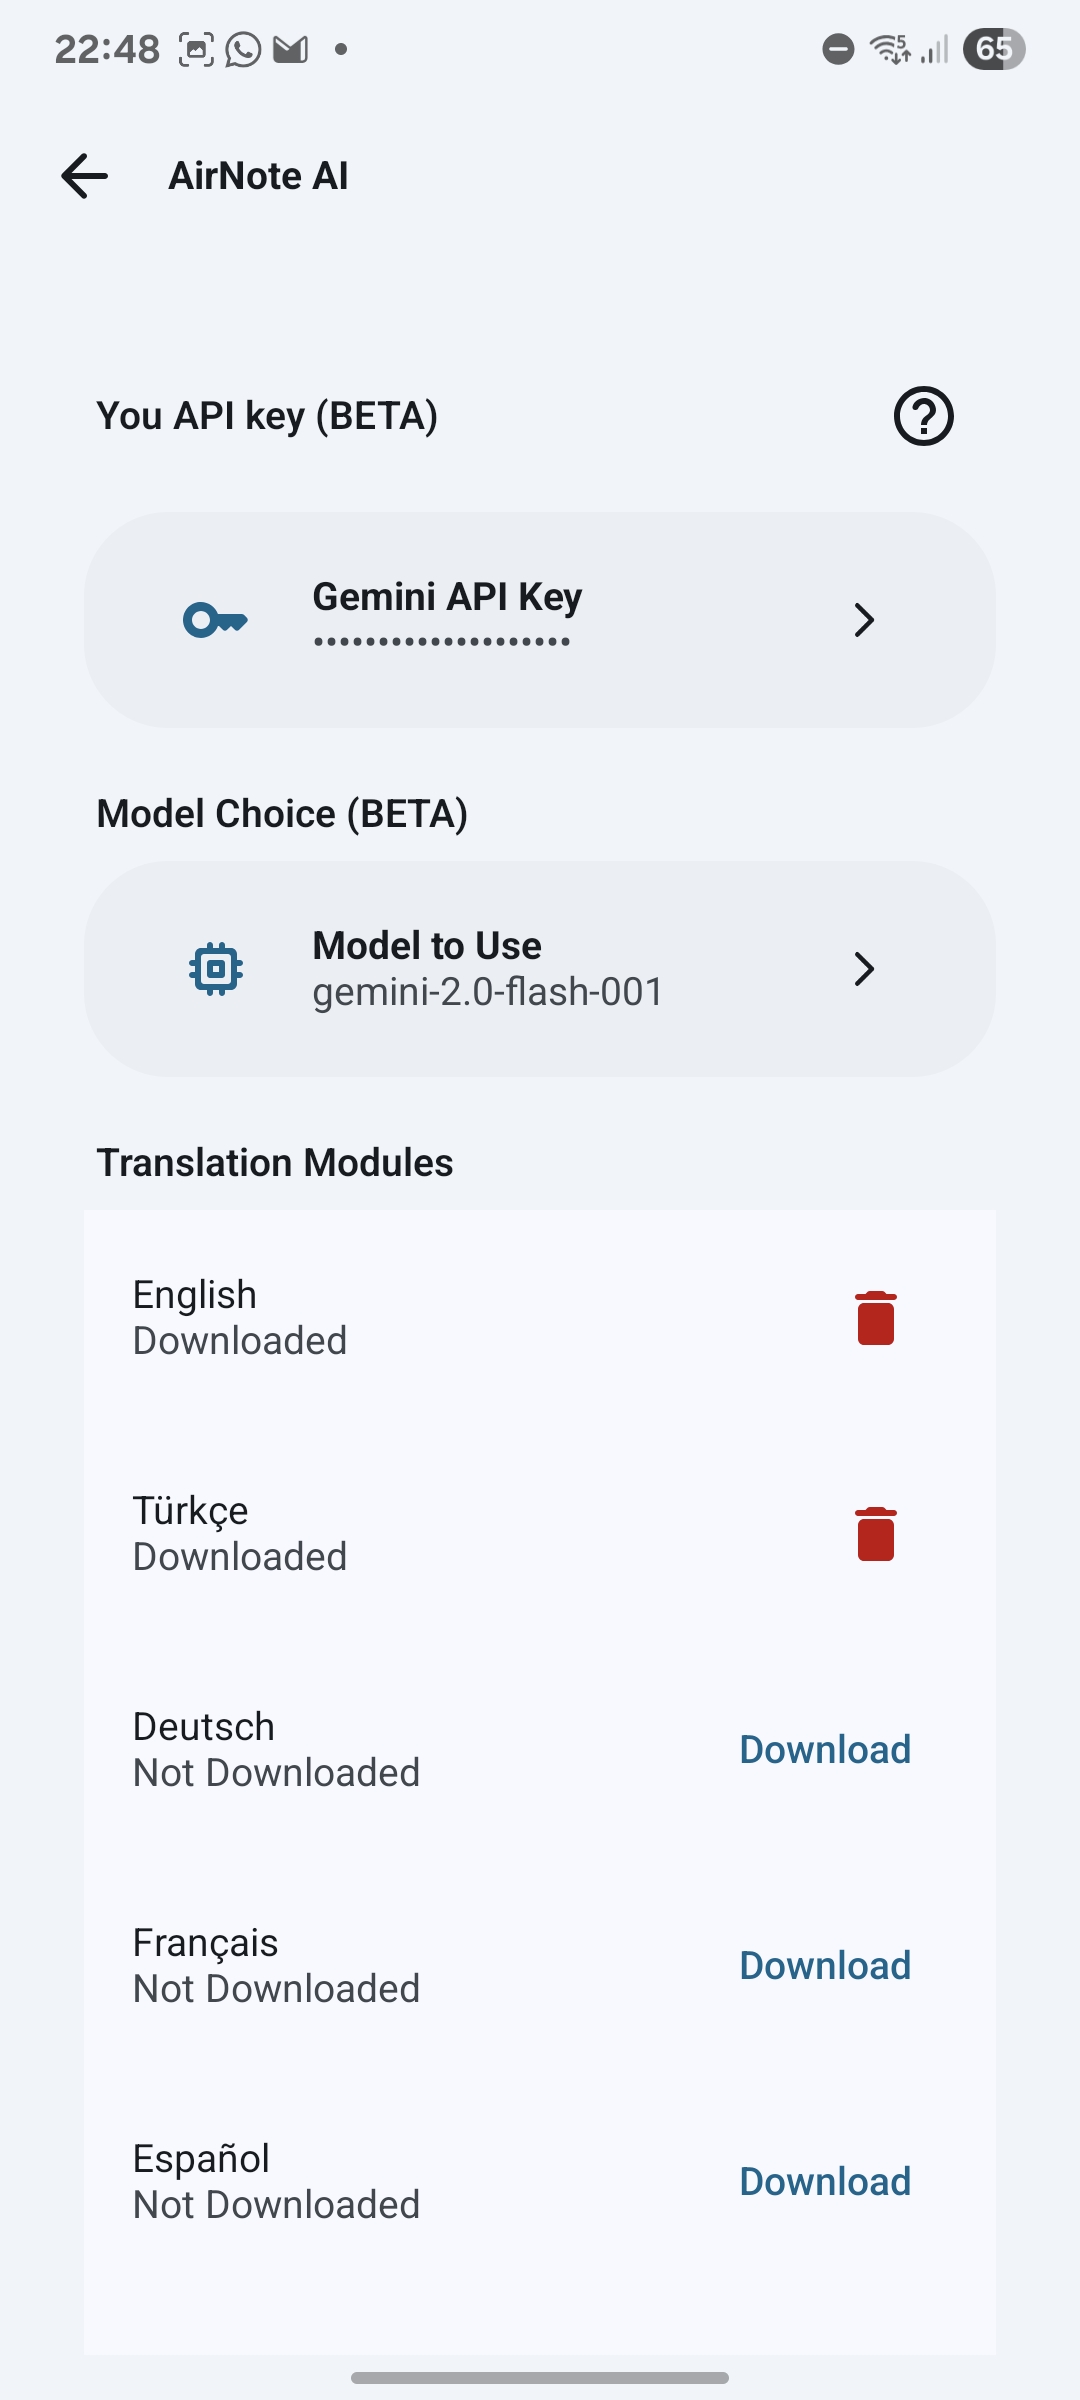 22:48
5
65
AirNote AI
You API key (BETA)
Gemini API Key
••••••••••••••••••••
Model Choice (BETA)
Model to Use
gemini-2.0-flash-001
Translation Modules
English
Downloaded
Türkçe
Downloaded
Deutsch
Not Downloaded
Download
Français
Not Downloaded
Download
Español
Not Downloaded
Download